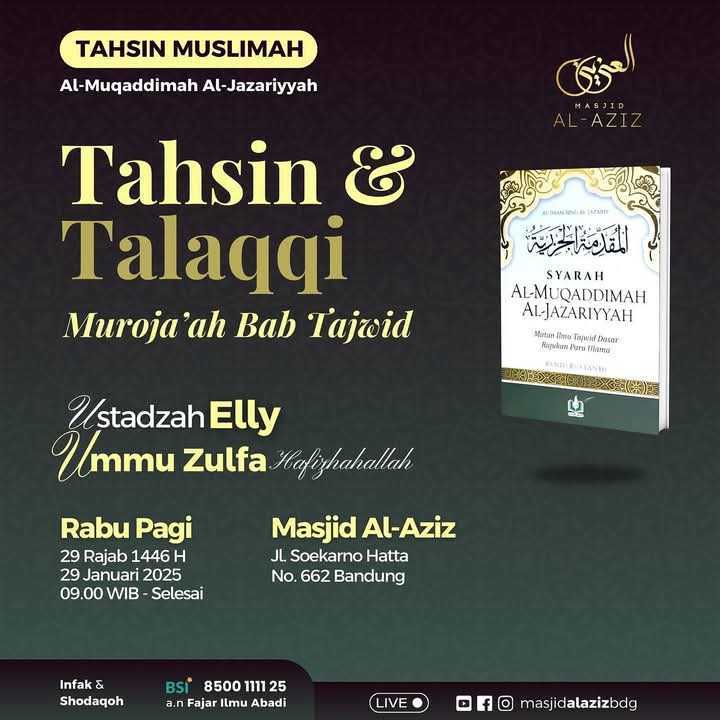 TAHSIN MUSLIMAH
Al-Muqaddimah Al-Jazariyyah
العزيز
MASJID
AL-AZIZ
Tahsin &
Talaqqi
Muroja'ah Bab Tajwid
المقدمة الجزرية
SYARAH
AL-MUQADDIMAH
AL-JAZARIYYAH
Matan Ilmu Tajwid Dasar
Rujukan Para Ulama
Ustadzah Elly
Ummu Zulfa Hafizhahallah
Rabu Pagi
29 Rajab 1446 H
29 Januari 2025
09.00 WIB - Selesai
Masjid Al-Aziz
Jl. Soekarno Hatta
No. 662 Bandung
Infak &
Shodaqoh
BSI 8500 1111 25
a.n Fajar Ilmu Abadi
LIVE
masjidalazizbdg